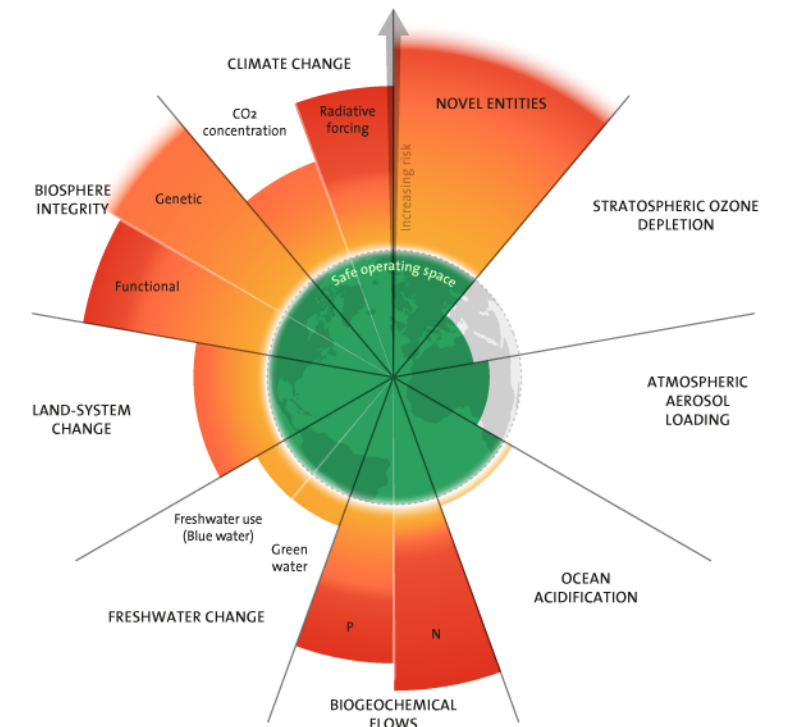 CLIMATE CHANGE
CO2
concentration
Radiative
forcing
NOVEL ENTITIES
Increasing risk
BIOSPHERE
INTEGRITY
Genetic
Functional
STRATOSPHERIC OZONE
DEPLETION
Safe operating space
LAND-SYSTEM
CHANGE
ATMOSPHERIC
AEROSOL
LOADING
Freshwater use
(Blue water)
Green
water
FRESHWATER CHANGE
P
N
OCEAN
ACIDIFICATION
BIOGEOCHEMICAL
FLOWS